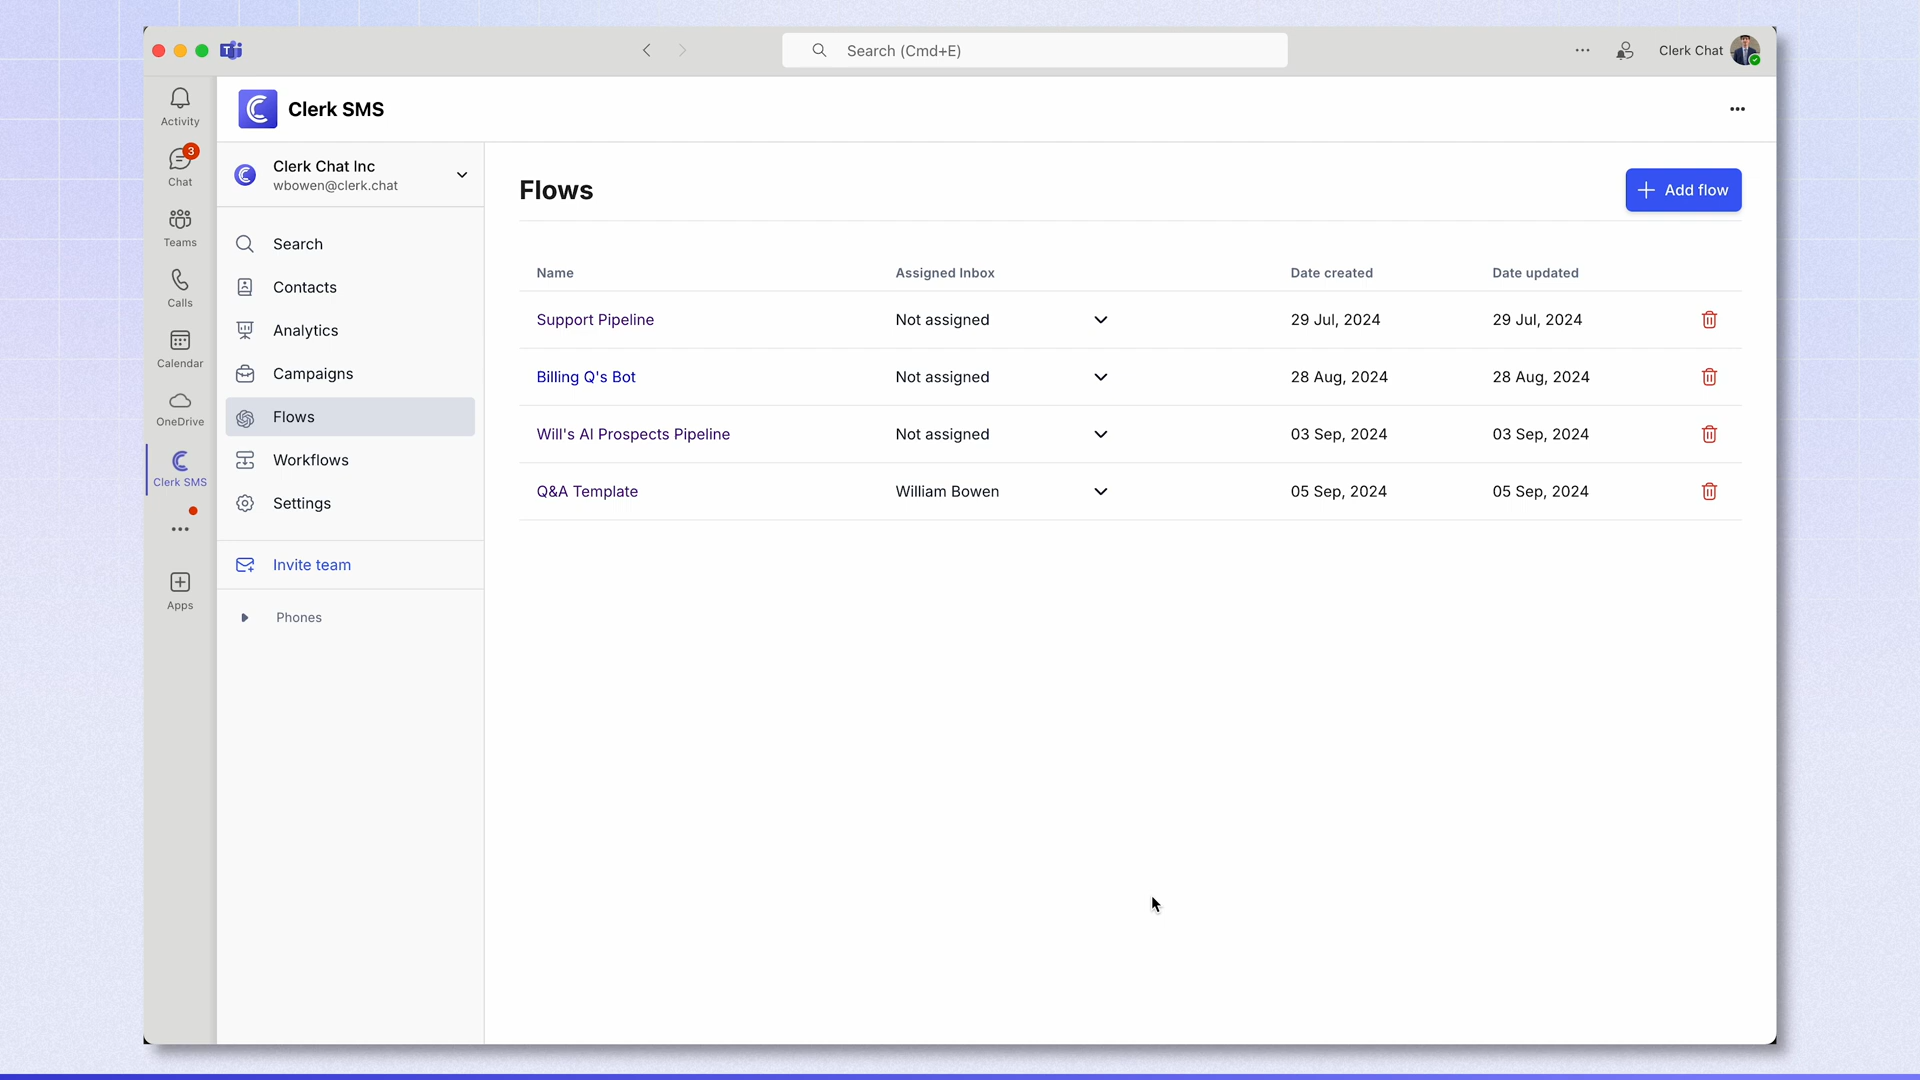 Search (Cmd+E)
Clerk Chat
Activity
3
Chat
Teams
Calls
Calendar
OneDrive
Clerk SMS
Apps
Clerk SMS
Clerk Chat Inc
wbowen@clerk.chat
Search
Contacts
Analytics
Campaigns
Flows
Workflows
Settings
Invite team
Phones
Flows
Add flow
Name Assigned Inbox Date created Date updated
Support Pipeline Not assigned 29 Jul, 2024 29 Jul, 2024
Billing Q's Bot Not assigned 28 Aug, 2024 28 Aug, 2024
Will's AI Prospects Pipeline Not assigned 03 Sep, 2024 03 Sep, 2024
Q&A Template William Bowen 05 Sep, 2024 05 Sep, 2024